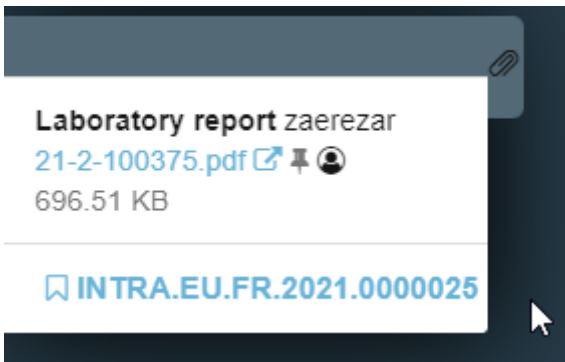 Laboratory report zaerezar
21-2-100375.pdf
696.51 KB
INTRA.EU.FR.2021.0000025